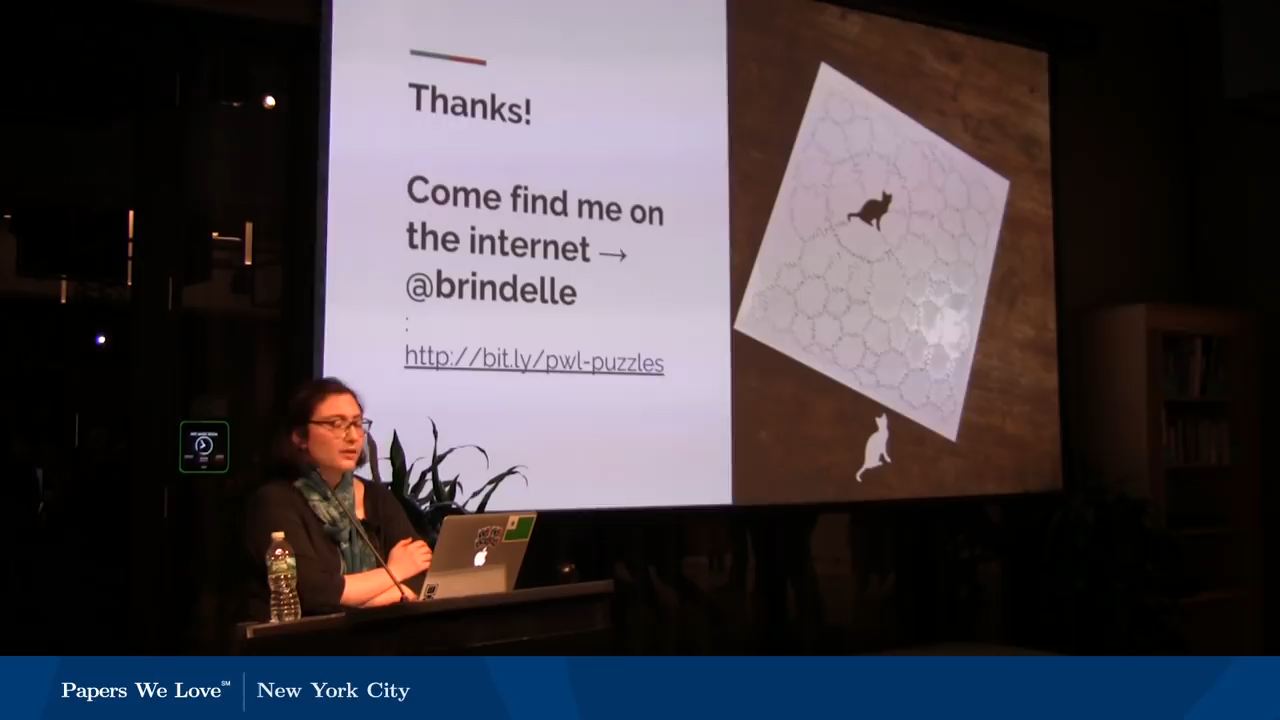 Thanks!
Come find me on
the internet →
@brindelle
:
http://bit.ly/pwl-puzzles
Papers We Love℠
New York City